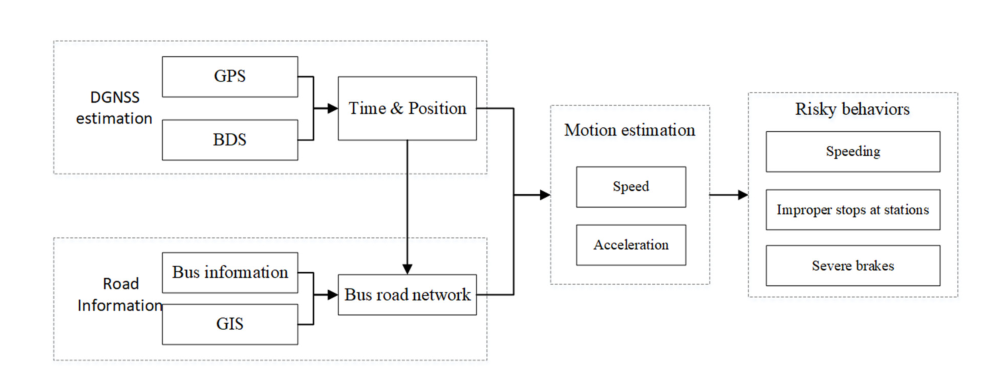 DGNSS
estimation
GPS
BDS
Time & Position
Road
Information
Bus information
GIS
Bus road network
Motion estimation
Speed
Acceleration
Risky behaviors
Speeding
Improper stops at stations
Severe brakes